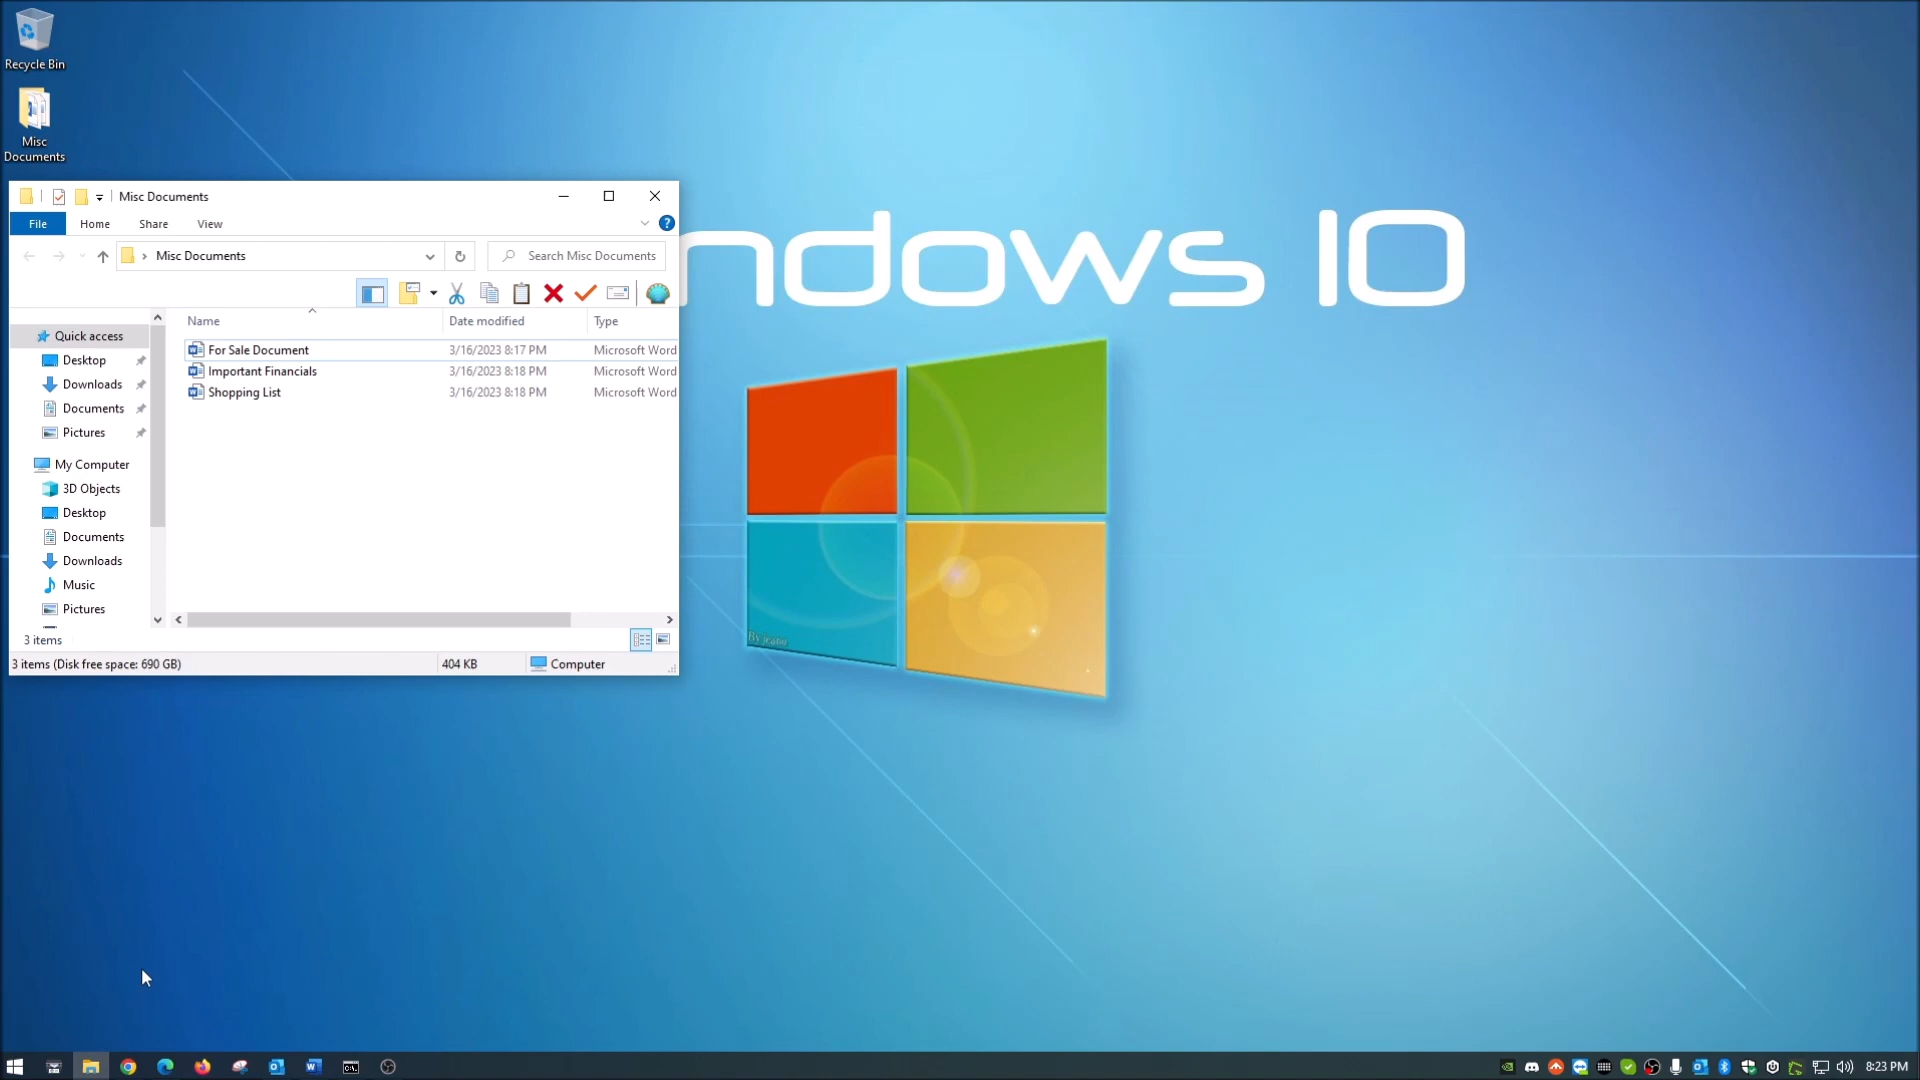 Recycle Bin
Misc
Documents
Misc Documents
File Home Share View
Misc Documents
Search Misc Documents
Name Date modified Type
For Sale Document 3/16/2023 8:17 PM Microsoft Word
Important Financials 3/16/2023 8:18 PM Microsoft Word
Shopping List 3/16/2023 8:18 PM Microsoft Word
Quick access
Desktop
Downloads
Documents
Pictures
My Computer
3D Objects
Desktop
Documents
Downloads
Music
Pictures
3 items
3 items (Disk free space: 690 GB) 404 KB Computer
ndows 10
8:23 PM